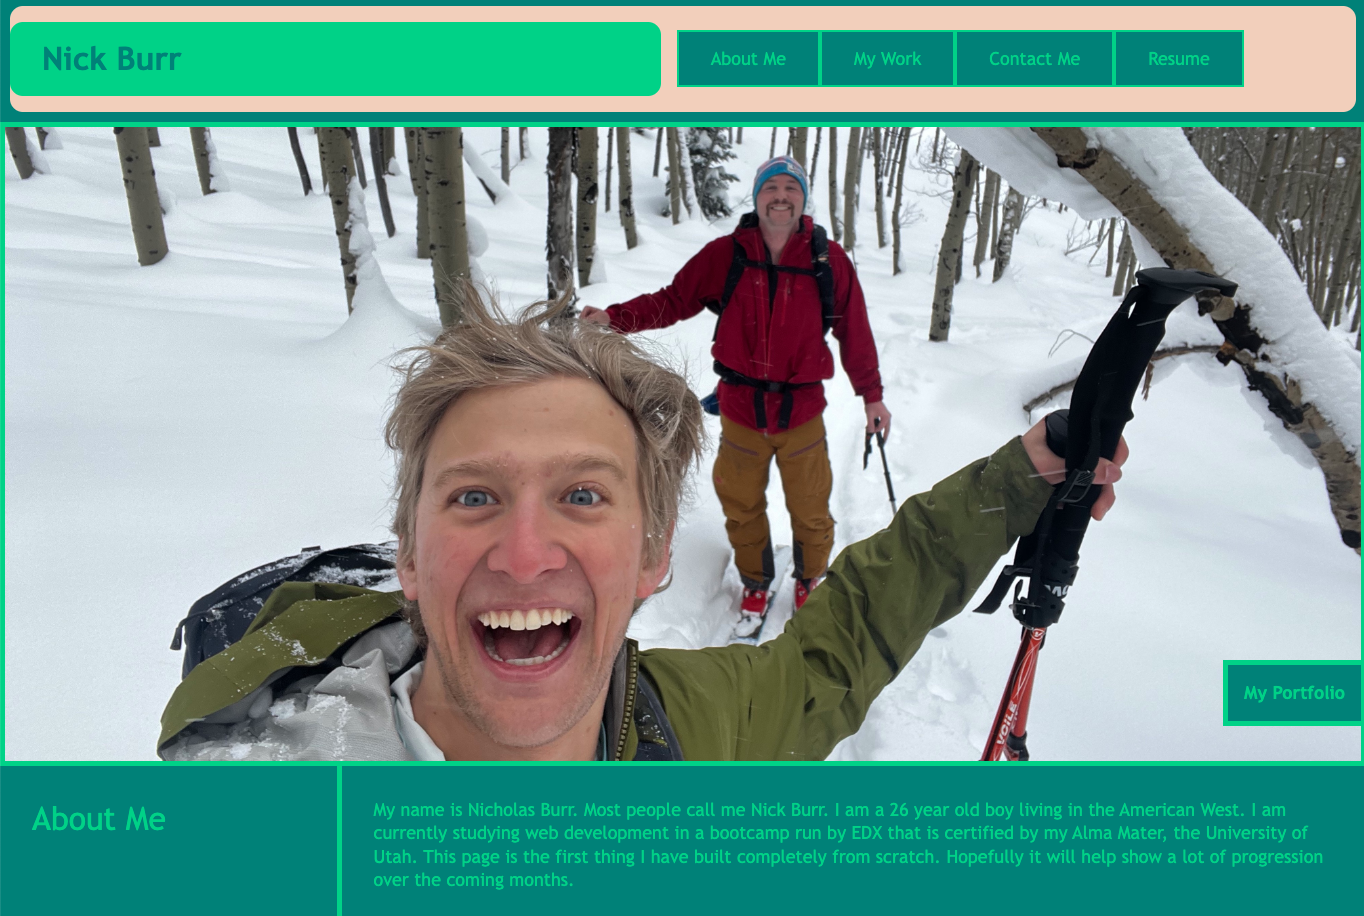 Nick Burr
About Me
My Work
Contact Me
Resume
VOILE
My Portfolio
About Me
My name is Nicholas Burr. Most people call me Nick Burr. I am a 26 year old boy living in the American West. I am
currently studying web development in a bootcamp run by EDX that is certified by my Alma Mater, the University of
Utah. This page is the first thing I have built completely from scratch. Hopefully it will help show a lot of progression
over the coming months.